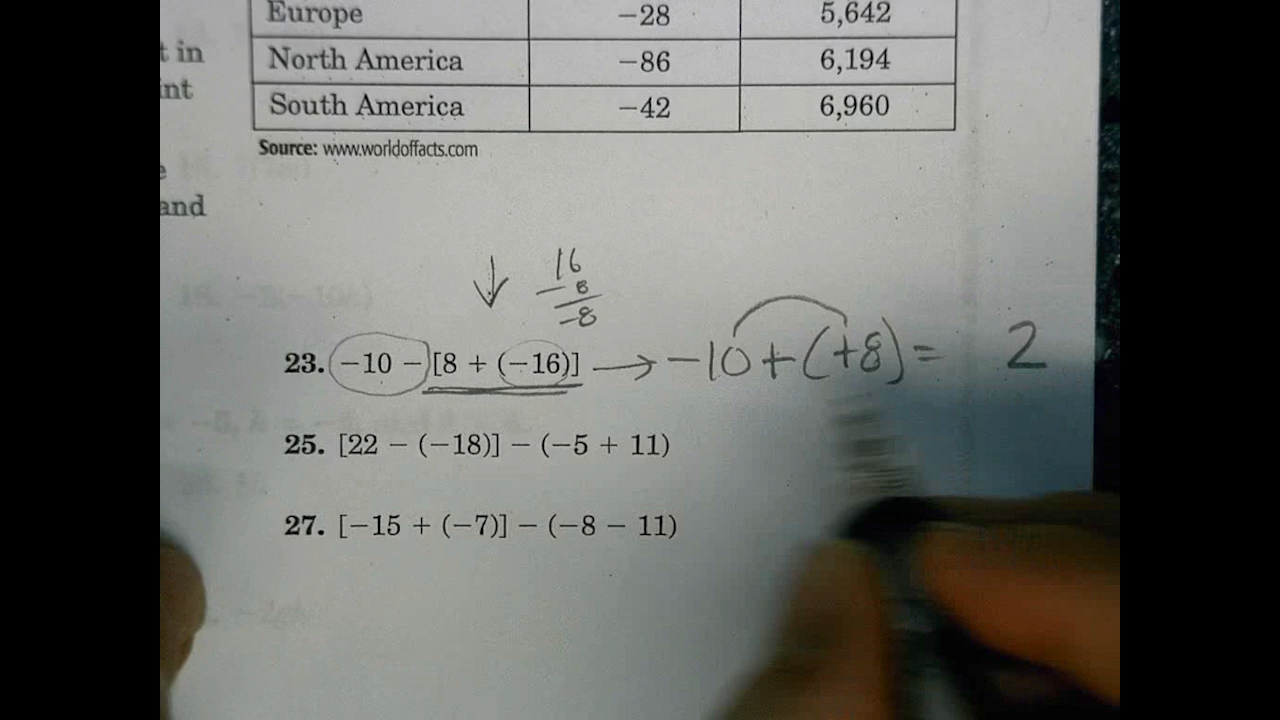 Europe −28 5,642
t in
North America −86 6,194
int
South America −42 6,960
Source: www.worldoffacts.com
e
and
16
− 8
−8
23. −10 − [8 + (−16)] → −10 + (+8) = 2
25. [22 − (−18)] − (−5 + 11)
27. [−15 + (−7)] − (−8 − 11)